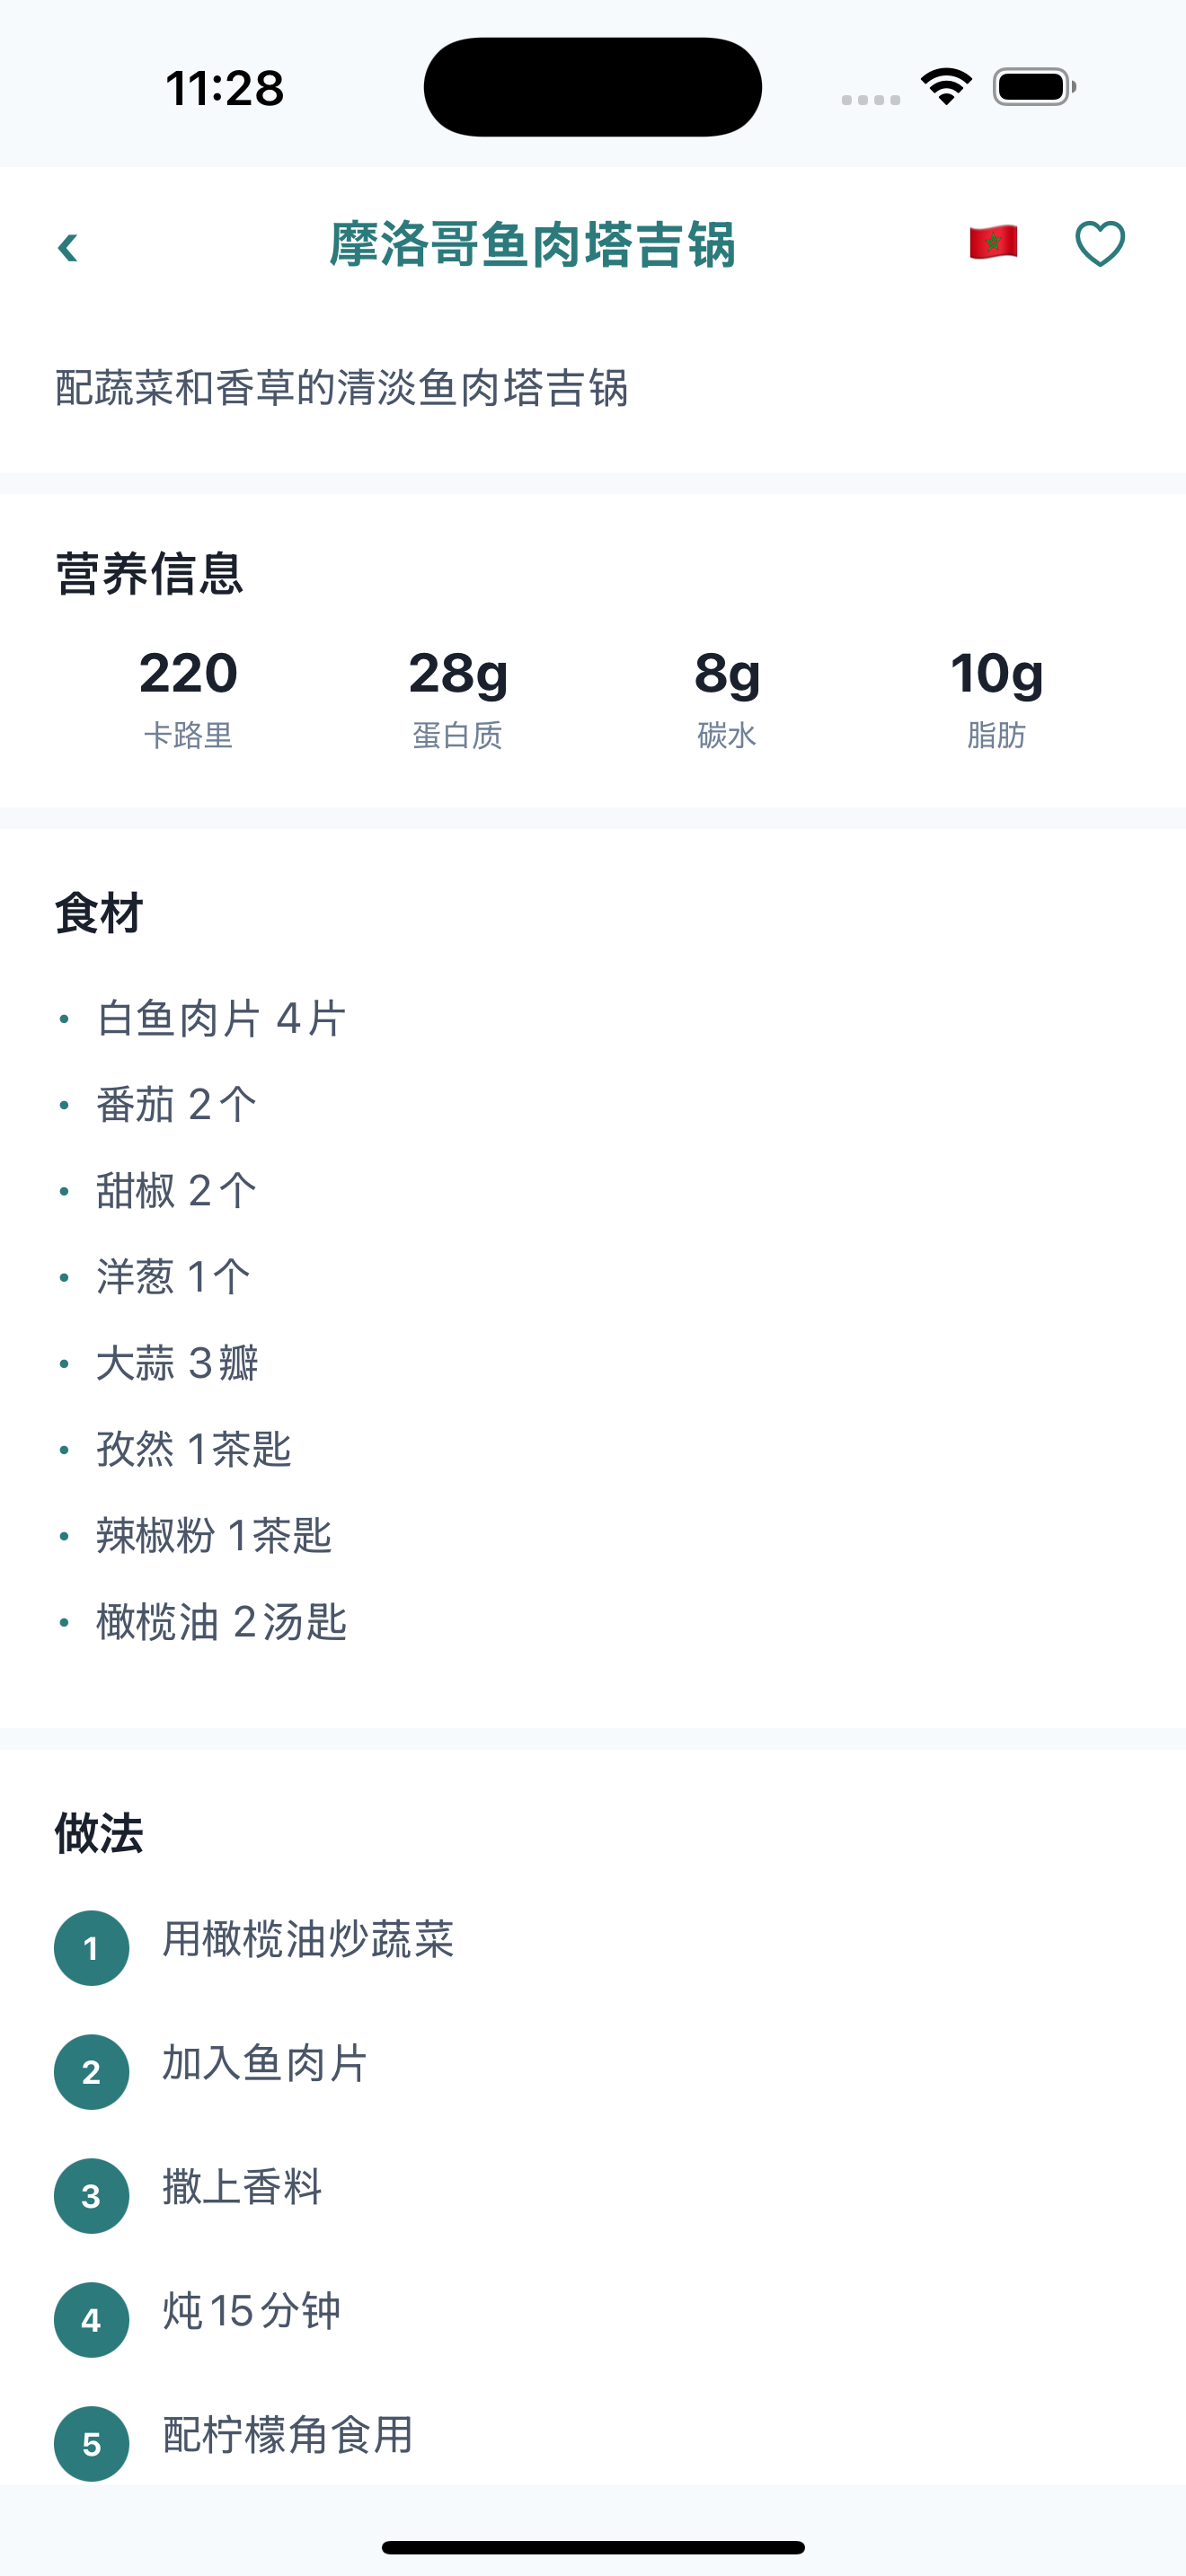 11:28
‹ 摩洛哥鱼肉塔吉锅 🇲🇦
配蔬菜和香草的清淡鱼肉塔吉锅
营养信息
220 28g 8g 10g
卡路里 蛋白质 碳水 脂肪
食材
• 白鱼肉片 4片
• 番茄 2个
• 甜椒 2个
• 洋葱 1个
• 大蒜 3瓣
• 孜然 1茶匙
• 辣椒粉 1茶匙
• 橄榄油 2汤匙
做法
1 用橄榄油炒蔬菜
2 加入鱼肉片
3 撒上香料
4 炖15分钟
5 配柠檬角食用